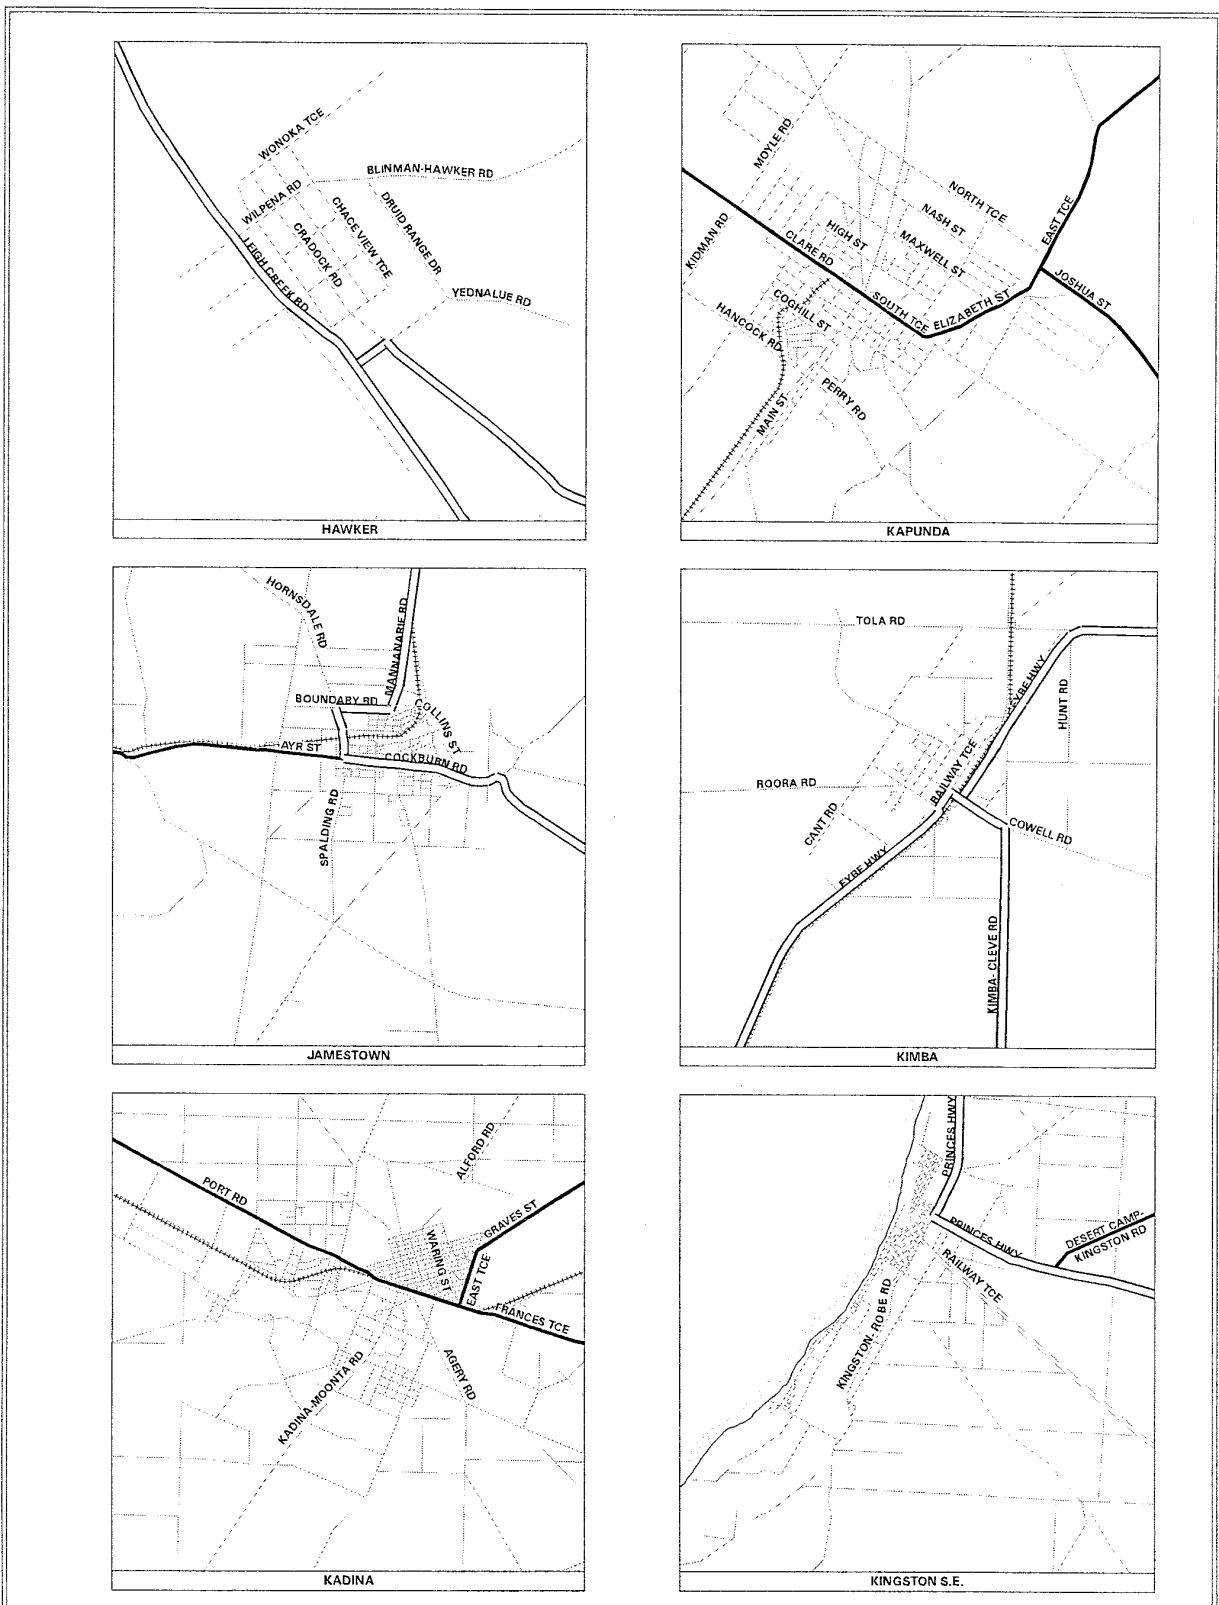 WONOKA TCE
BLINMAN-HAWKER RD
WILPENA RD
CHACE VIEW TCE
DRUID RANGE DR
CRADOCK RD
LEIGH CREEK RD
YEDNALUE RD
HAWKER
MOYLE RD
NORTH TCE
NASH ST
EAST TCE
KIDMAN RD
HIGH ST
MAXWELL ST
CLARE RD
JOSHUA ST
COGHILL ST
SOUTH TCE
ELIZABETH ST
HANCOCK RD
PERRY RD
MAIN ST
KAPUNDA
HORNSDALE RD
MANNANARIE RD
BOUNDARY RD
COLLINS ST
AYR ST
COCKBURN RD
SPALDING RD
JAMESTOWN
TOLA RD
EYRE HWY
HUNT RD
RAILWAY TCE
ROORA RD
CANT RD
COWELL RD
EYRE HWY
KIMBA- CLEVE RD
KIMBA
ALFORD RD
PORT RD
GRAVES ST
WARING ST
EAST TCE
FRANCES TCE
AGERY RD
KADINA-MOONTA RD
KADINA
PRINCES HWY
PRINCES HWY
DESERT CAMP-
KINGSTON RD
RAILWAY TCE
KINGSTON- ROBE RD
KINGSTON S.E.